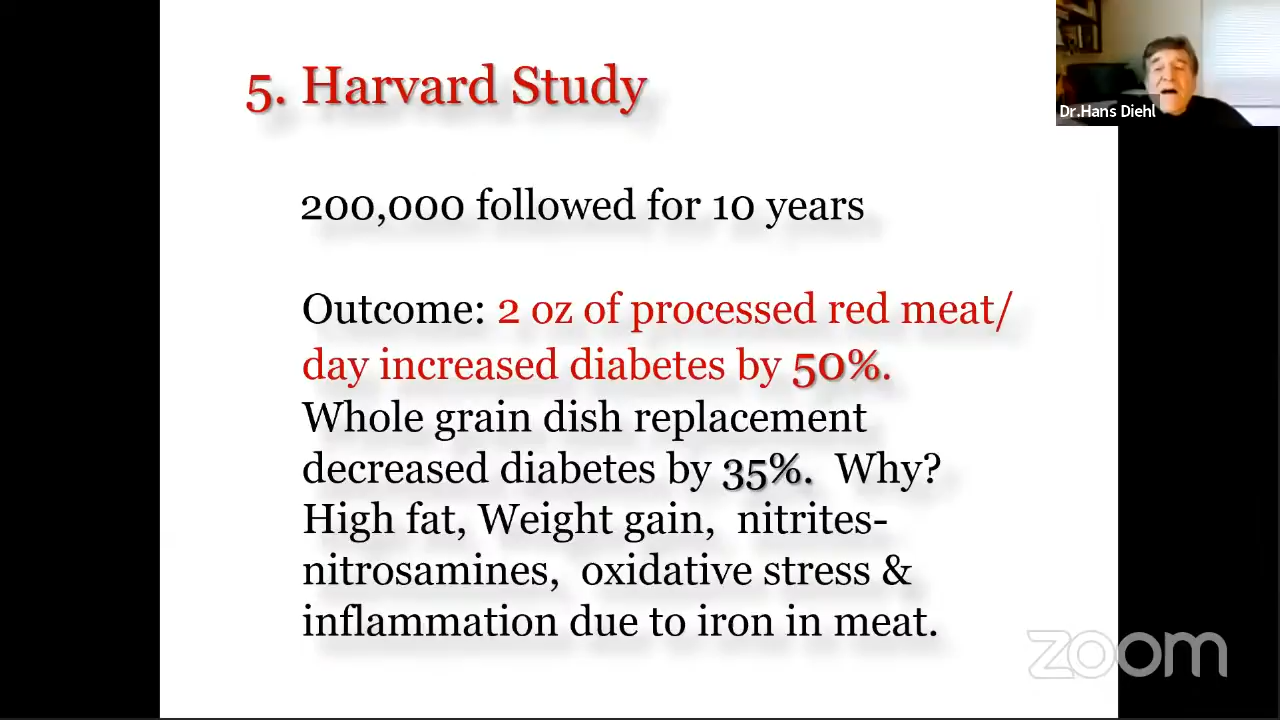 5. Harvard Study
Dr.Hans Diehl
200,000 followed for 10 years
Outcome: 2 oz of processed red meat/
day increased diabetes by 50%.
Whole grain dish replacement
decreased diabetes by 35%.  Why?
High fat, Weight gain,  nitrites-
nitrosamines,  oxidative stress &
inflammation due to iron in meat.
zoom